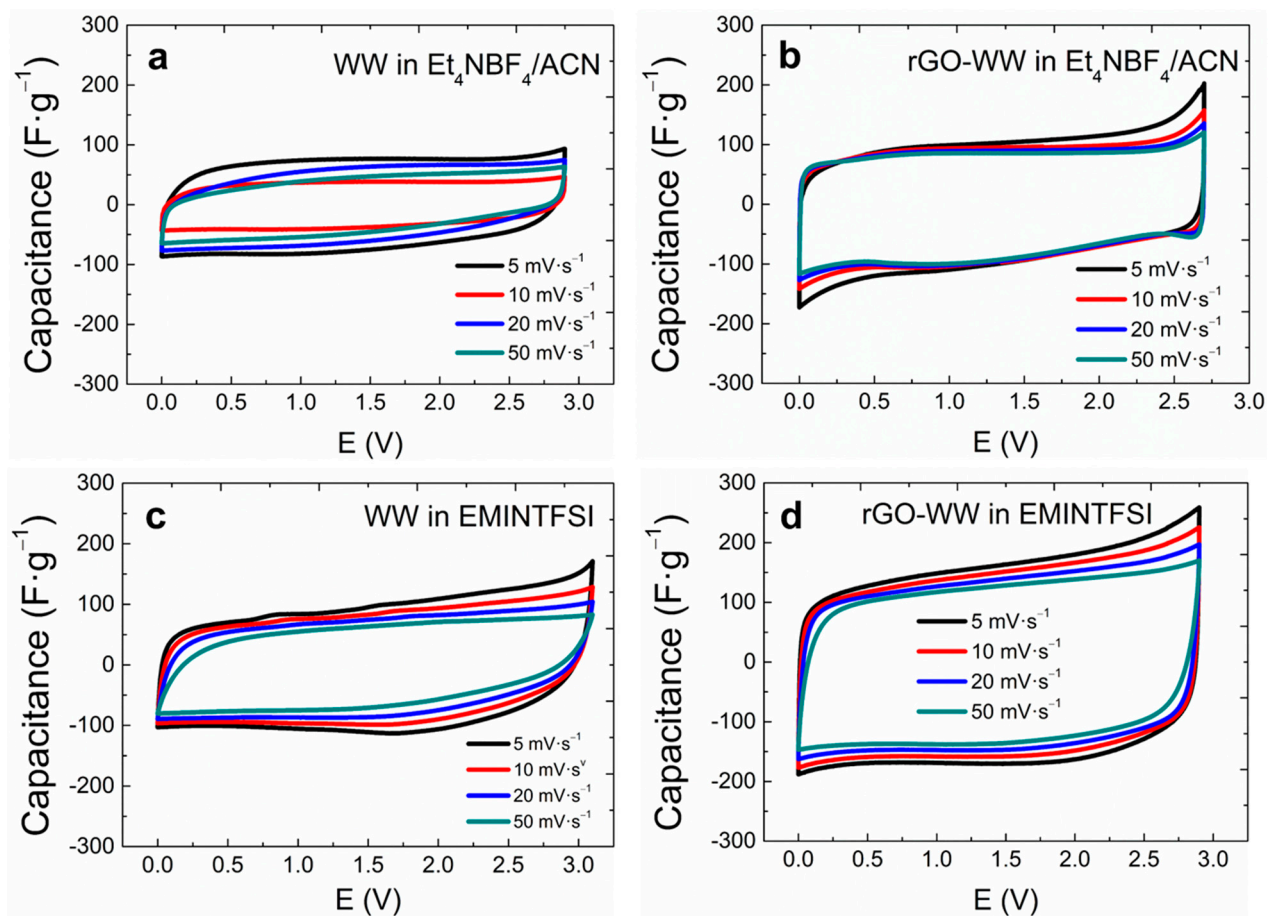 a
WW in Et₄NBF₄/ACN
300
200
100
0
-100
-200
-300
Capacitance (F·g⁻¹)
5 mV·s⁻¹
10 mV·s⁻¹
20 mV·s⁻¹
50 mV·s⁻¹
0.0 0.5 1.0 1.5 2.0 2.5 3.0
E (V)
b
rGO-WW in Et₄NBF₄/ACN
300
200
100
0
-100
-200
-300
Capacitance (F·g⁻¹)
5 mV·s⁻¹
10 mV·s⁻¹
20 mV·s⁻¹
50 mV·s⁻¹
0.0 0.5 1.0 1.5 2.0 2.5 3.0
E (V)
c
WW in EMINTFSI
300
200
100
0
-100
-200
-300
Capacitance (F·g⁻¹)
5 mV·s⁻¹
10 mV·sᵛ
20 mV·s⁻¹
50 mV·s⁻¹
0.0 0.5 1.0 1.5 2.0 2.5 3.0
E (V)
d
rGO-WW in EMINTFSI
300
200
100
0
-100
-200
-300
Capacitance (F·g⁻¹)
5 mV·s⁻¹
10 mV·s⁻¹
20 mV·s⁻¹
50 mV·s⁻¹
0.0 0.5 1.0 1.5 2.0 2.5 3.0
E (V)